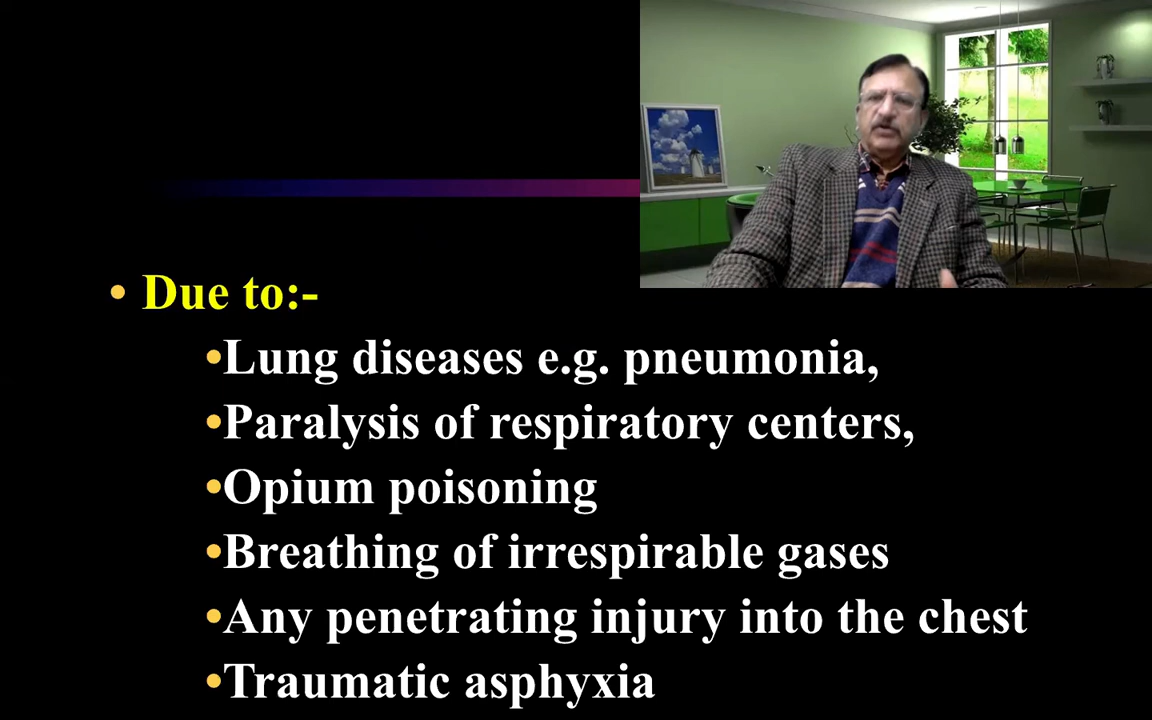 • Due to:-
•Lung diseases e.g. pneumonia,
•Paralysis of respiratory centers,
•Opium poisoning
•Breathing of irrespirable gases
•Any penetrating injury into the chest
•Traumatic asphyxia